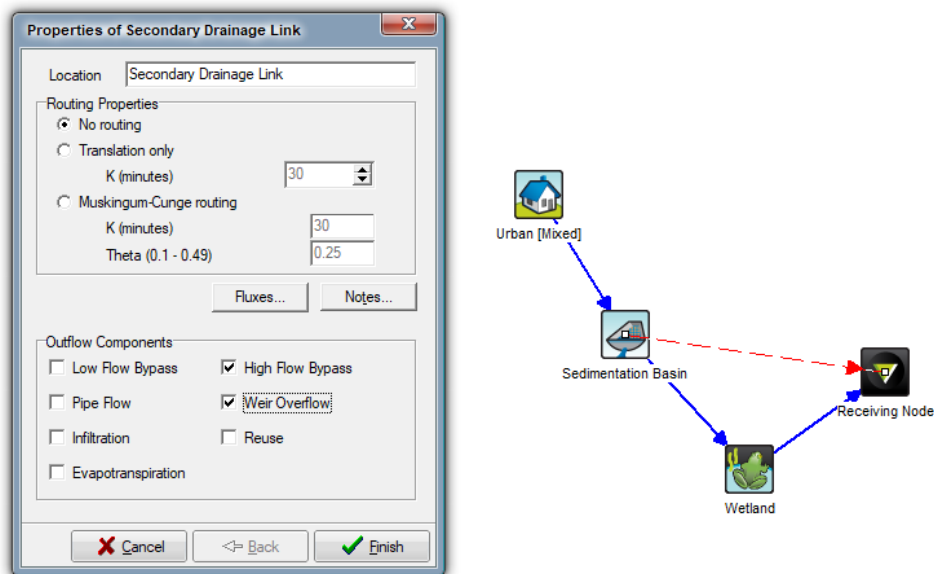 Properties of Secondary Drainage Link
Location Secondary Drainage Link
Routing Properties
No routing
Translation only
K (minutes) 30
Muskingum-Cunge routing
K (minutes) 30
Theta (0.1 - 0.49) 0.25
Fluxes... Notes...
Outflow Components
Low Flow Bypass High Flow Bypass
Pipe Flow Weir Overflow
Infiltration Reuse
Evapotranspiration
Cancel Back Finish
Urban [Mixed]
Sedimentation Basin
Receiving Node
Wetland